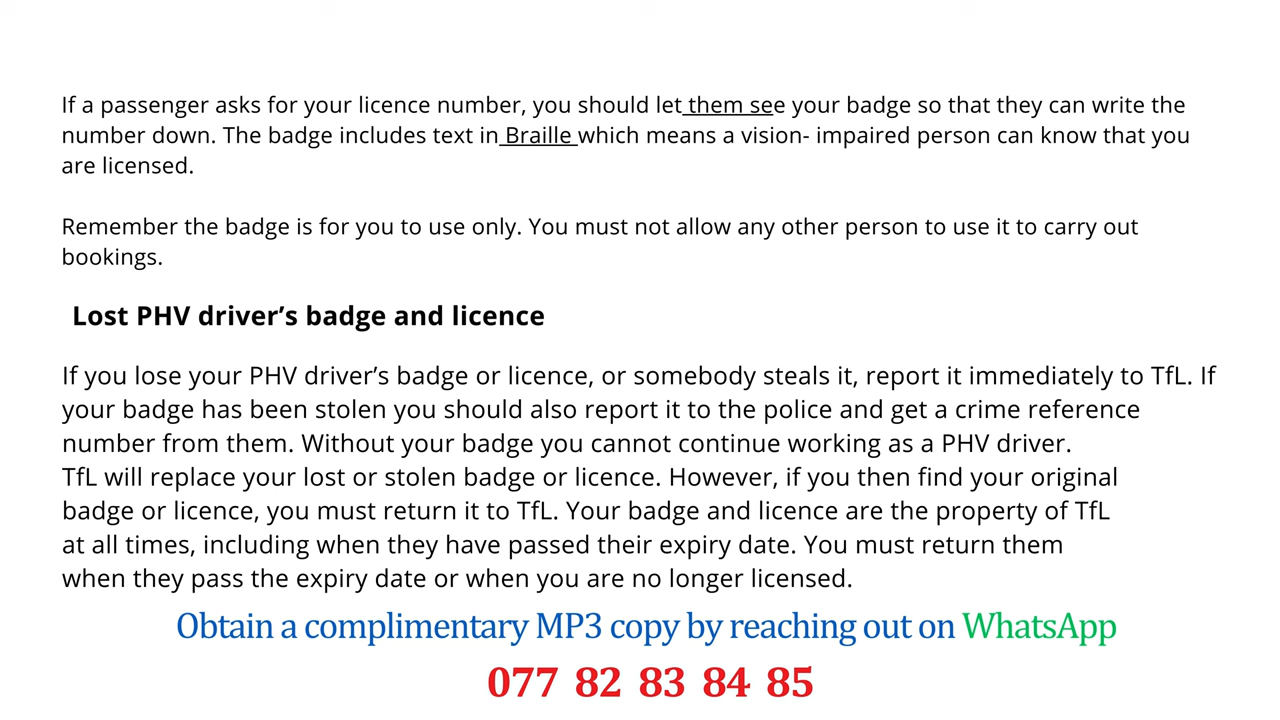 If a passenger asks for your licence number, you should let them see your badge so that they can write the
number down. The badge includes text in Braille which means a vision- impaired person can know that you
are licensed.
Remember the badge is for you to use only. You must not allow any other person to use it to carry out
bookings.
Lost PHV driver’s badge and licence
If you lose your PHV driver’s badge or licence, or somebody steals it, report it immediately to TfL. If
your badge has been stolen you should also report it to the police and get a crime reference
number from them. Without your badge you cannot continue working as a PHV driver.
TfL will replace your lost or stolen badge or licence. However, if you then find your original
badge or licence, you must return it to TfL. Your badge and licence are the property of TfL
at all times, including when they have passed their expiry date. You must return them
when they pass the expiry date or when you are no longer licensed.
Obtain a complimentary MP3 copy by reaching out on WhatsApp
077 82 83 84 85